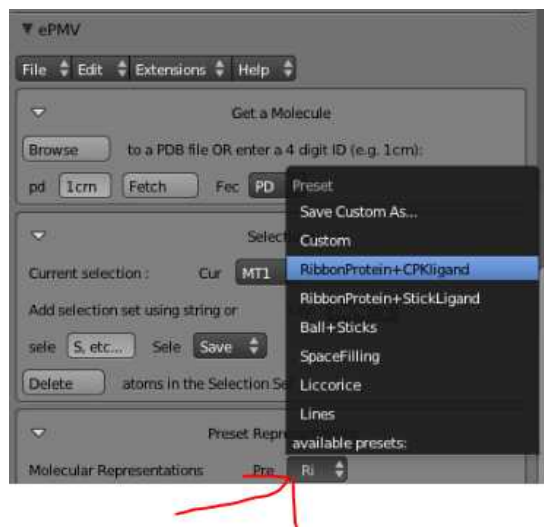 ePMV
File Edit Extensions Help
Get a Molecule
Browse to a PDB file OR enter a 4 digit ID (e.g. 1crn):
pd 1crn Fetch Fec PD
Preset
Save Custom As...
Selec
Custom
Current selection : Cur MT1
RibbonProtein+CPKligand
Add selection set using string or
RibbonProtein+StickLigand
sele S, etc... Sele Save
Ball+Sticks
SpaceFilling
Delete atoms in the Selection Se
Liccorice
Lines
Preset Repr
available presets:
Molecular Representations Pre Ri